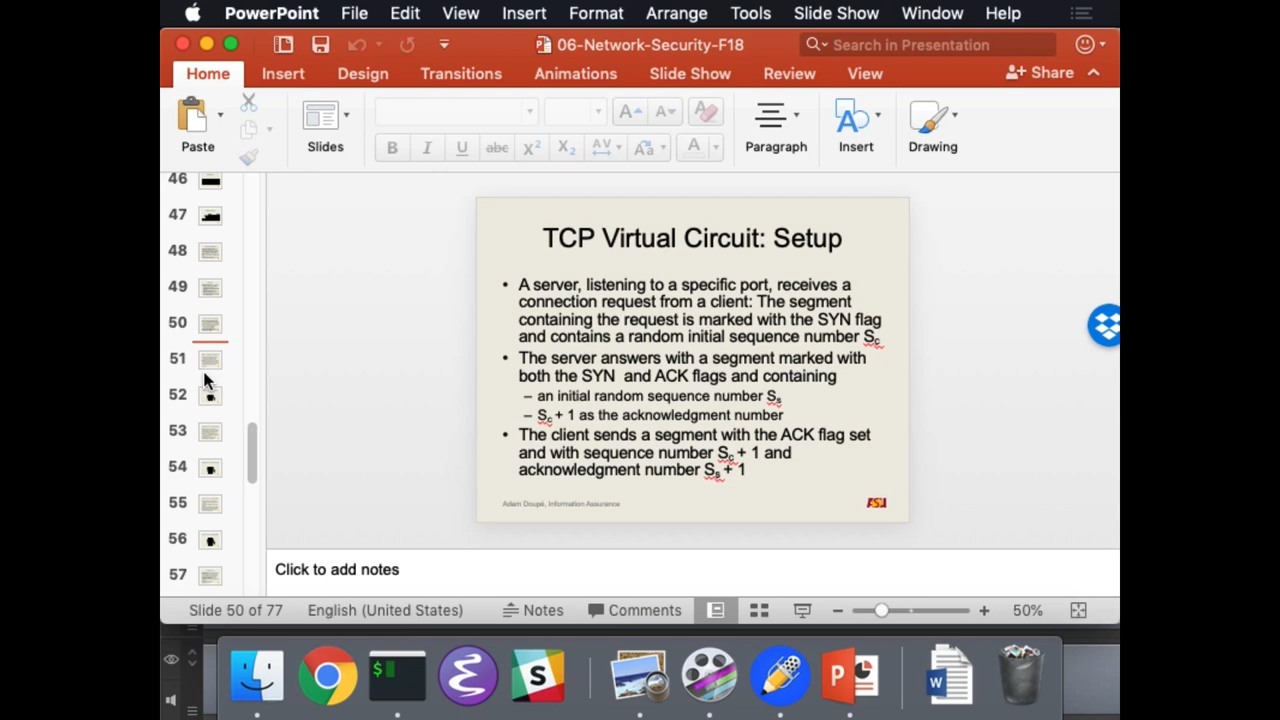 PowerPoint File Edit View Insert Format Arrange Tools Slide Show Window Help
06-Network-Security-F18
Search in Presentation
Home Insert Design Transitions Animations Slide Show Review View Share
Paste
Slides
B I U abc X2 X2 AV Aa A
A A A
Paragraph
Insert
Drawing
46
47
48
49
50
51
52
53
54
55
56
57
TCP Virtual Circuit: Setup
• A server, listening to a specific port, receives a
connection request from a client: The segment
containing the request is marked with the SYN flag
and contains a random initial sequence number Sc
• The server answers with a segment marked with
both the SYN and ACK flags and containing
– an initial random sequence number Ss
– Sc + 1 as the acknowledgment number
• The client sends a segment with the ACK flag set
and with sequence number Sc + 1 and
acknowledgment number Ss + 1
Adam Doupé, Information Assurance
ASU
Click to add notes
Slide 50 of 77 English (United States) Notes Comments 50%
$
S
P
W